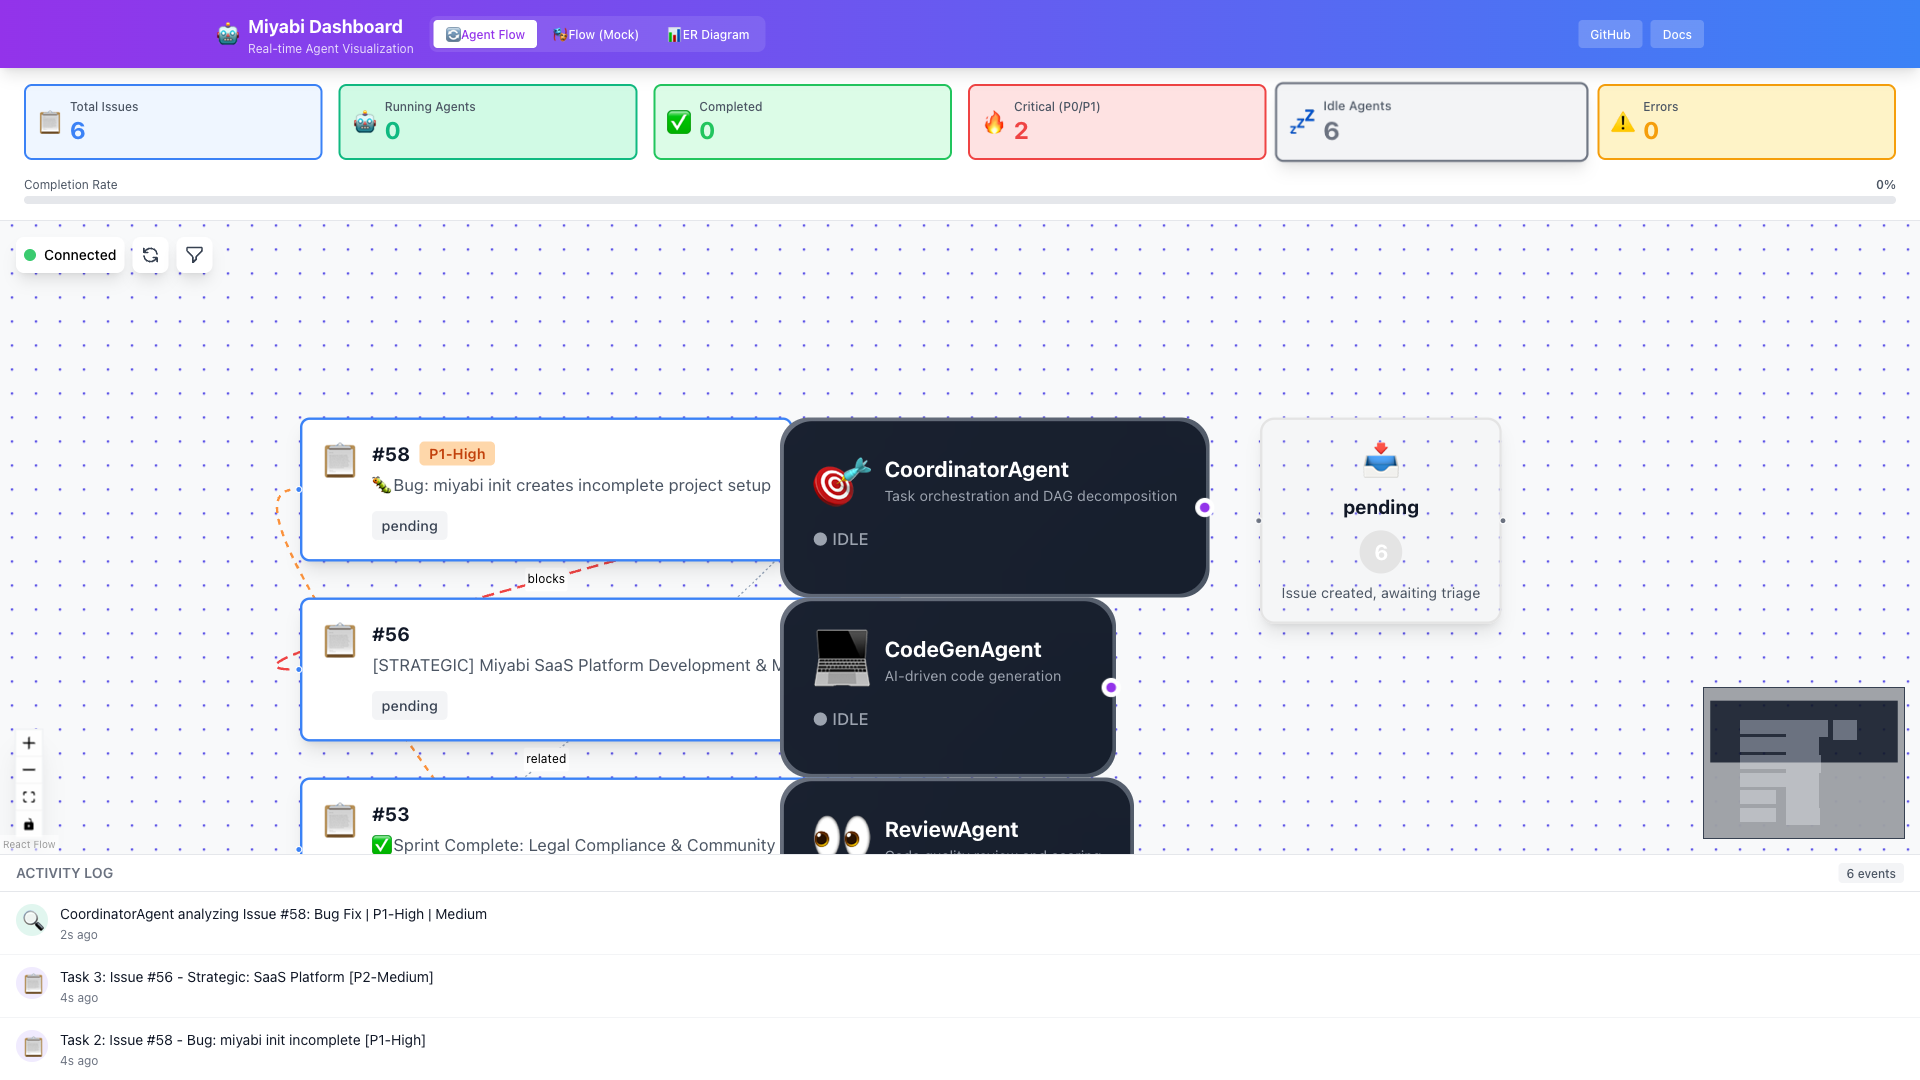 Miyabi Dashboard
Real-time Agent Visualization
Agent Flow
Flow (Mock)
ER Diagram
GitHub
Docs
Total Issues
6
Running Agents
0
Completed
0
Critical (P0/P1)
2
Idle Agents
6
Errors
0
Completion Rate
0%
Connected
#58
P1-High
Bug: miyabi init creates incomplete project setup
pending
CoordinatorAgent
Task orchestration and DAG decomposition
IDLE
pending
6
Issue created, awaiting triage
blocks
#56
[STRATEGIC] Miyabi SaaS Platform Development &
pending
CodeGenAgent
AI-driven code generation
IDLE
related
#53
Sprint Complete: Legal Compliance & Community
ReviewAgent
Code quality review and scoring
React Flow
ACTIVITY LOG
6 events
CoordinatorAgent analyzing Issue #58: Bug Fix | P1-High | Medium
2s ago
Task 3: Issue #56 - Strategic: SaaS Platform [P2-Medium]
4s ago
Task 2: Issue #58 - Bug: miyabi init incomplete [P1-High]
4s ago